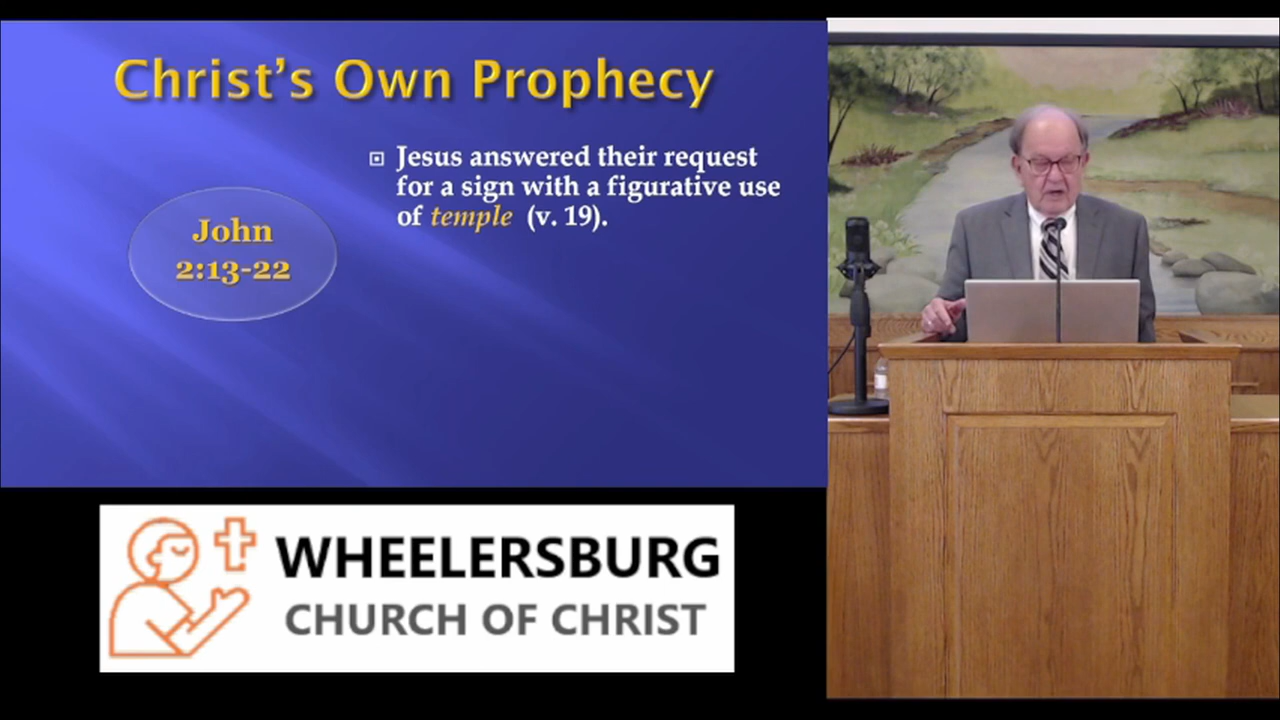 Christ's Own Prophecy
Jesus answered their request
for a sign with a figurative use
of temple (v. 19).
John
2:13-22
WHEELERSBURG
CHURCH OF CHRIST